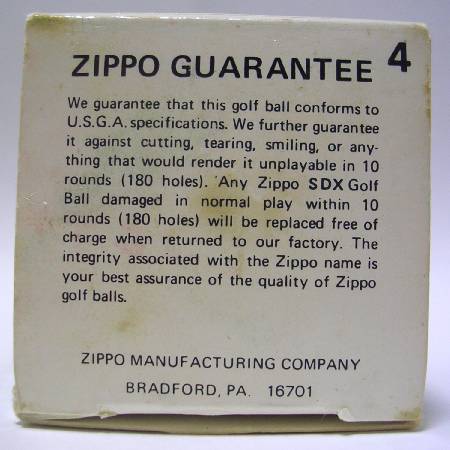 ZIPPO GUARANTEE 4
We guarantee that this golf ball conforms to
U.S.G.A. specifications. We further guarantee
it against cutting, tearing, smiling, or any-
thing that would render it unplayable in 10
rounds (180 holes). Any Zippo SDX Golf
Ball damaged in normal play within 10
rounds (180 holes) will be replaced free of
charge when returned to our factory. The
integrity associated with the Zippo name is
your best assurance of the quality of Zippo
golf balls.
ZIPPO MANUFACTURING COMPANY
BRADFORD, PA. 16701